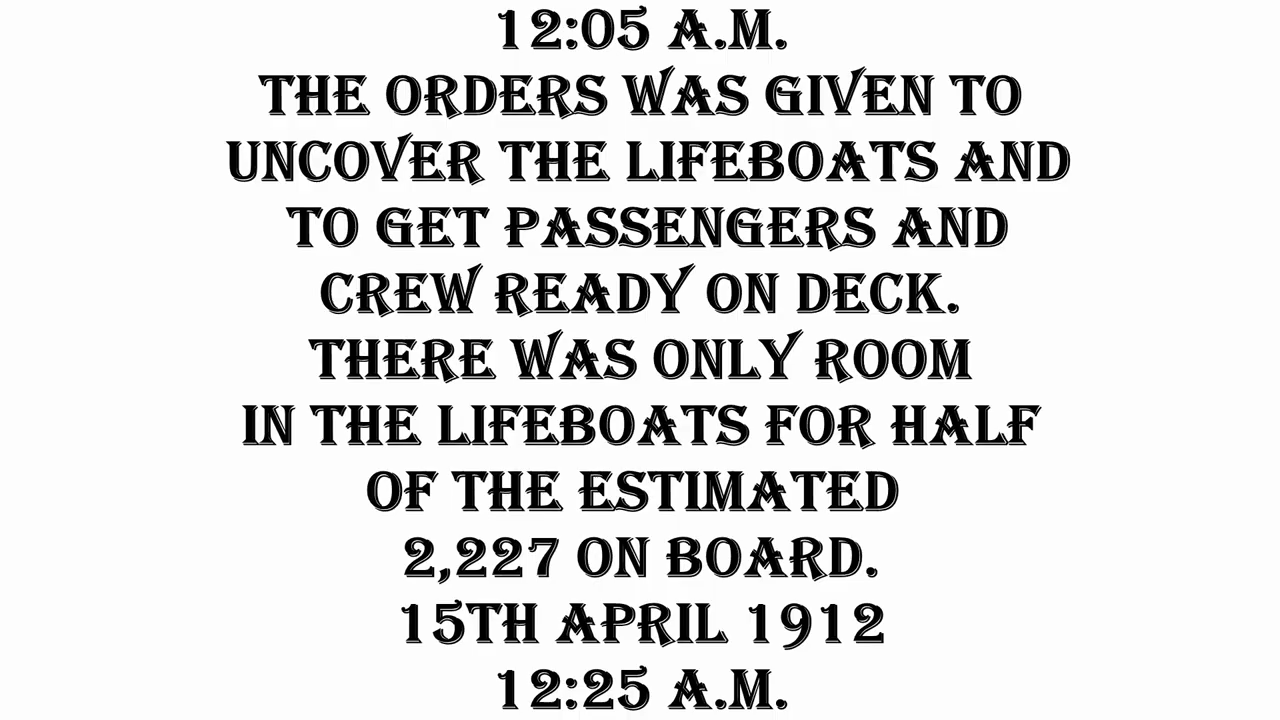 12:05 A.M.
THE ORDERS WAS GIVEN TO
UNCOVER THE LIFEBOATS AND
TO GET PASSENGERS AND
CREW READY ON DECK.
THERE WAS ONLY ROOM
IN THE LIFEBOATS FOR HALF
OF THE ESTIMATED
2,227 ON BOARD.
15TH APRIL 1912
12:25 A.M.